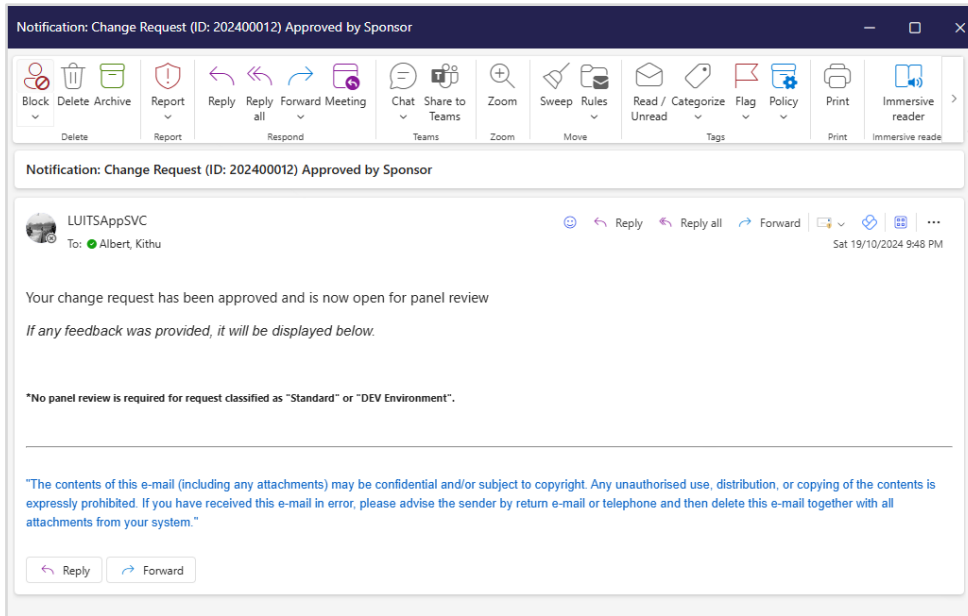 Notification: Change Request (ID: 202400012) Approved by Sponsor
Block Delete Archive Report Reply Reply all Forward Meeting Chat Share to Teams Zoom Sweep Rules Read / Unread Categorize Flag Policy Print Immersive reader
Delete Report Respond Teams Zoom Move Tags Print Immersive reade
Notification: Change Request (ID: 202400012) Approved by Sponsor
LUITSAppSVC
Reply Reply all Forward
To: Albert, Kithu
Sat 19/10/2024 9:48 PM
Your change request has been approved and is now open for panel review
If any feedback was provided, it will be displayed below.
*No panel review is required for request classified as "Standard" or "DEV Environment".
"The contents of this e-mail (including any attachments) may be confidential and/or subject to copyright. Any unauthorised use, distribution, or copying of the contents is
expressly prohibited. If you have received this e-mail in error, please advise the sender by return e-mail or telephone and then delete this e-mail together with all
attachments from your system."
Reply Forward